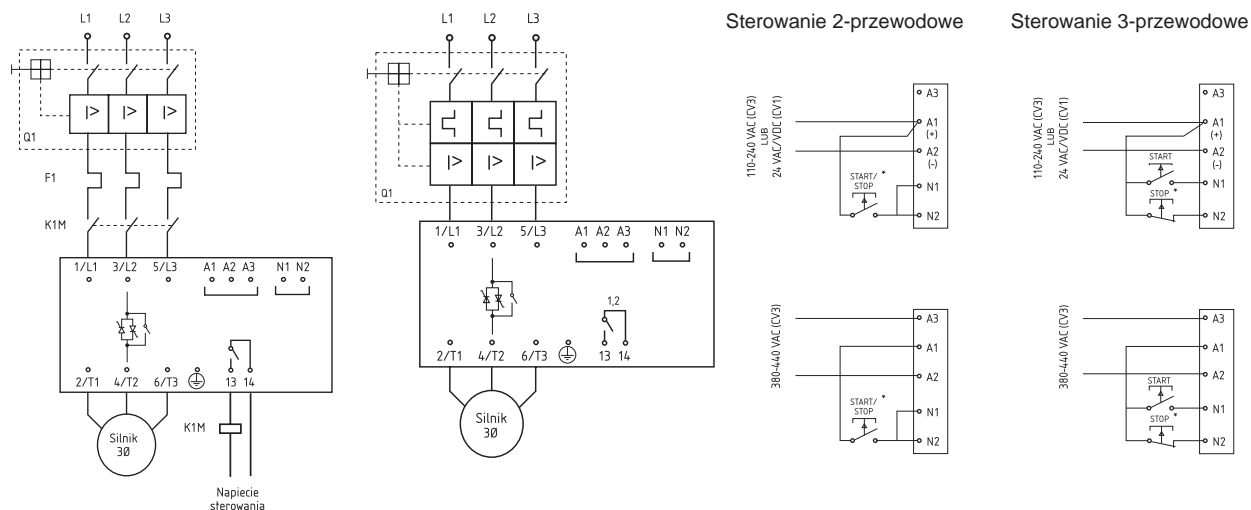 L1 L2 L3
Q1
F1
K1M
1/L1 3/L2 5/L3 A1 A2 A3 N1 N2
2/T1 4/T2 6/T3 13 14
Silnik
3Ø
K1M
Napiecie
sterowania
L1 L2 L3
Q1
1/L1 3/L2 5/L3 A1 A2 A3 N1 N2
1,2
2/T1 4/T2 6/T3 13 14
Silnik
3Ø
Sterowanie 2-przewodowe
110-240 VAC (CV3)
LUB
24 VAC/VDC (CV1)
A3
A1
(+)
A2
(-)
START/ *
STOP
N1
N2
380-440 VAC (CV3)
A3
A1
A2
START/ *
STOP
N1
N2
Sterowanie 3-przewodowe
110-240 VAC (CV3)
LUB
24 VAC/VDC (CV1)
A3
A1
(+)
A2
(-)
START
N1
STOP *
N2
380-440 VAC (CV3)
A3
A1
A2
START
N1
STOP *
N2